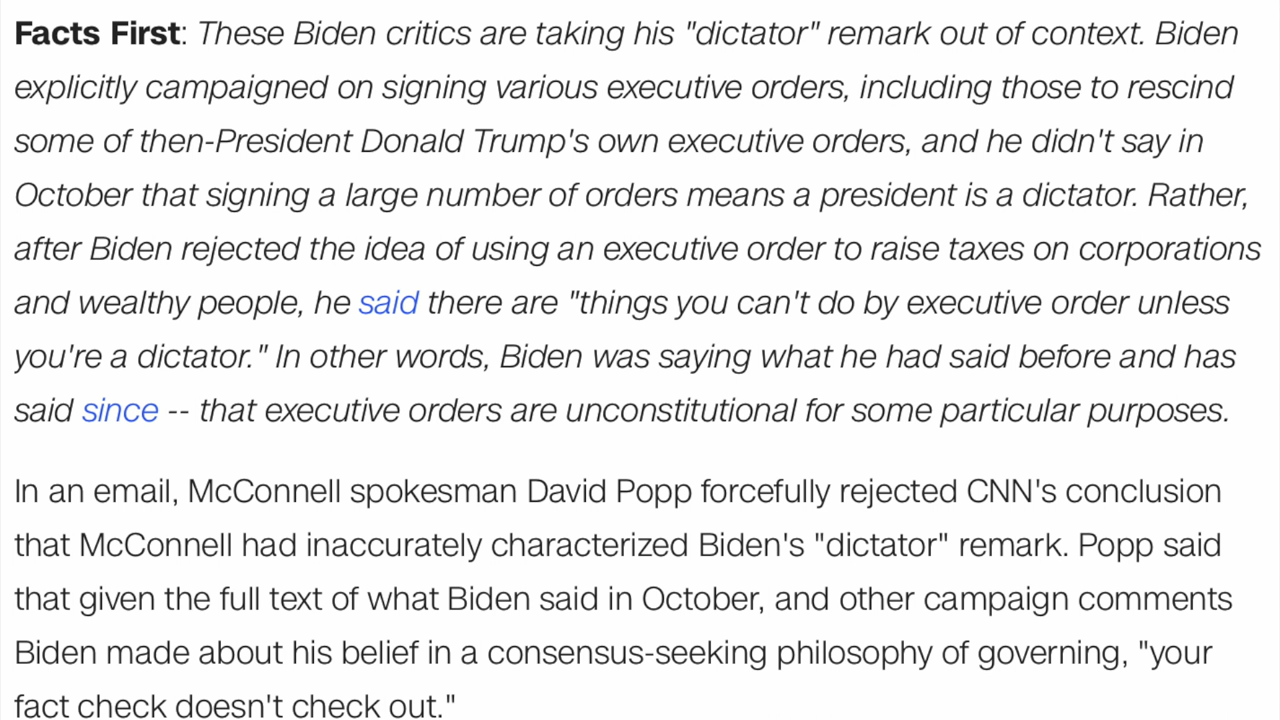 Facts First: These Biden critics are taking his "dictator" remark out of context. Biden
explicitly campaigned on signing various executive orders, including those to rescind
some of then-President Donald Trump's own executive orders, and he didn't say in
October that signing a large number of orders means a president is a dictator. Rather,
after Biden rejected the idea of using an executive order to raise taxes on corporations
and wealthy people, he said there are "things you can't do by executive order unless
you're a dictator." In other words, Biden was saying what he had said before and has
said since -- that executive orders are unconstitutional for some particular purposes.
In an email, McConnell spokesman David Popp forcefully rejected CNN's conclusion
that McConnell had inaccurately characterized Biden's "dictator" remark. Popp said
that given the full text of what Biden said in October, and other campaign comments
Biden made about his belief in a consensus-seeking philosophy of governing, "your
fact check doesn't check out."